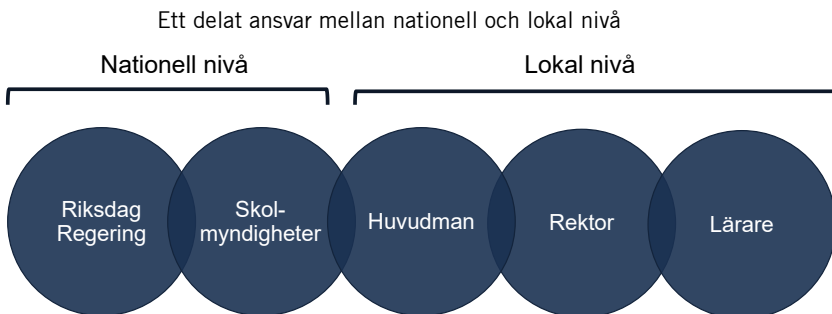 Ett delat ansvar mellan nationell och lokal nivå
Nationell nivå
Lokal nivå
Riksdag
Regering
Skol-
myndigheter
Huvudman
Rektor
Lärare